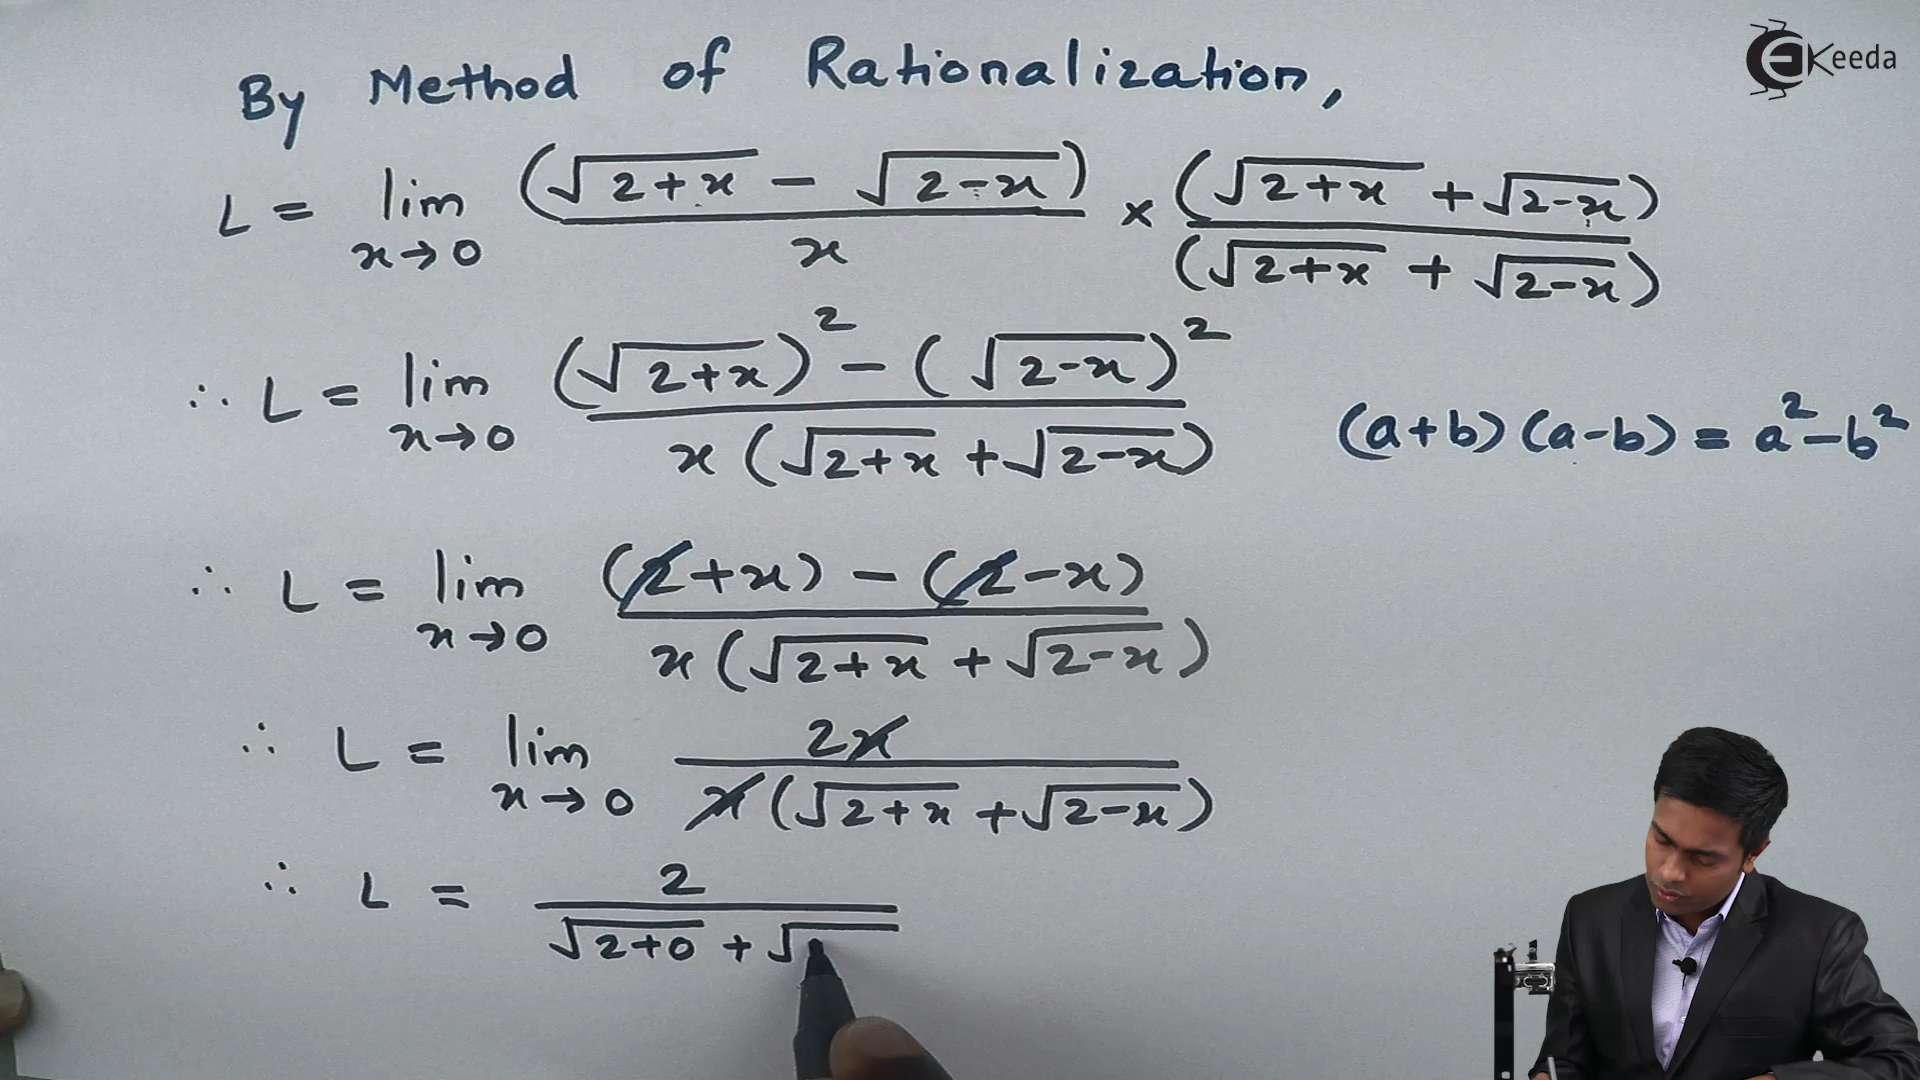 Keeda
By Method of Rationalization,
L = lim x→0 (√2+x − √2−x) / x × (√2+x + √2−x) / (√2+x + √2−x)
∴ L = lim x→0 (√2+x)² − (√2−x)² / x(√2+x + √2−x)
(a+b)(a-b) = a²−b²
∴ L = lim x→0 (2+x) − (2−x) / x(√2+x + √2−x)
∴ L = lim x→0 2x / x(√2+x + √2−x)
∴ L = 2 / √2+0 + √